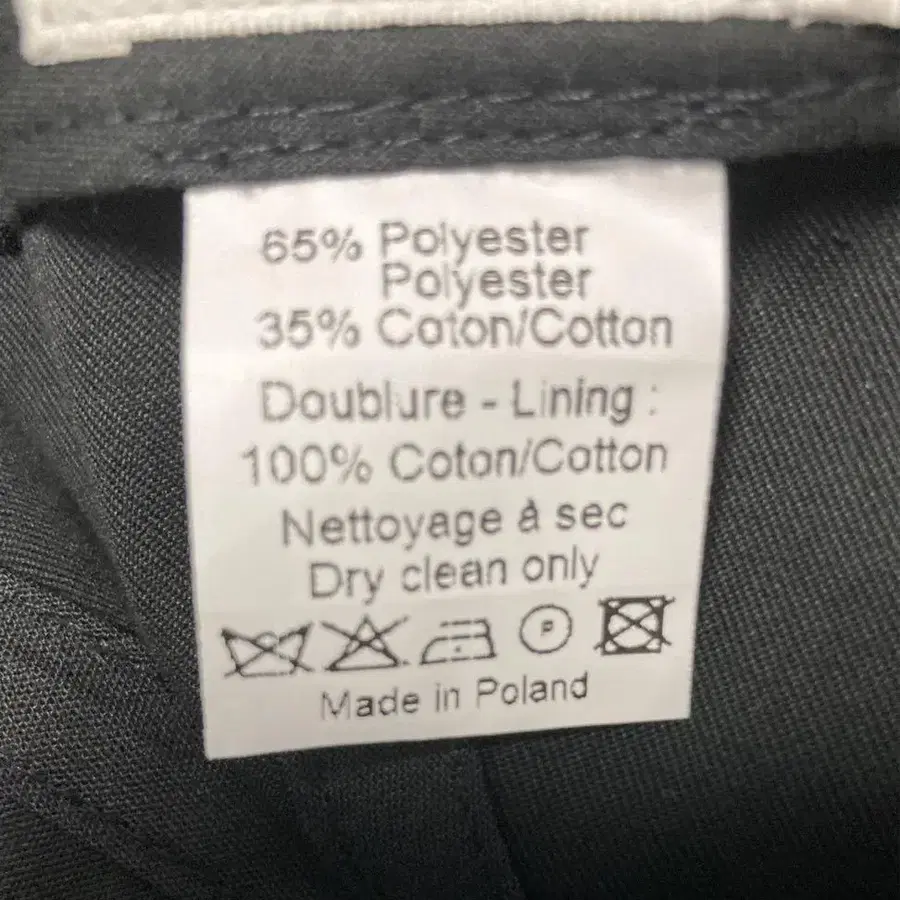 65% Polyester
Polyester
35% Coton/Cotton
Doublure - Lining :
100% Coton/Cotton
Nettoyage à sec
Dry clean only
P
Made in Poland